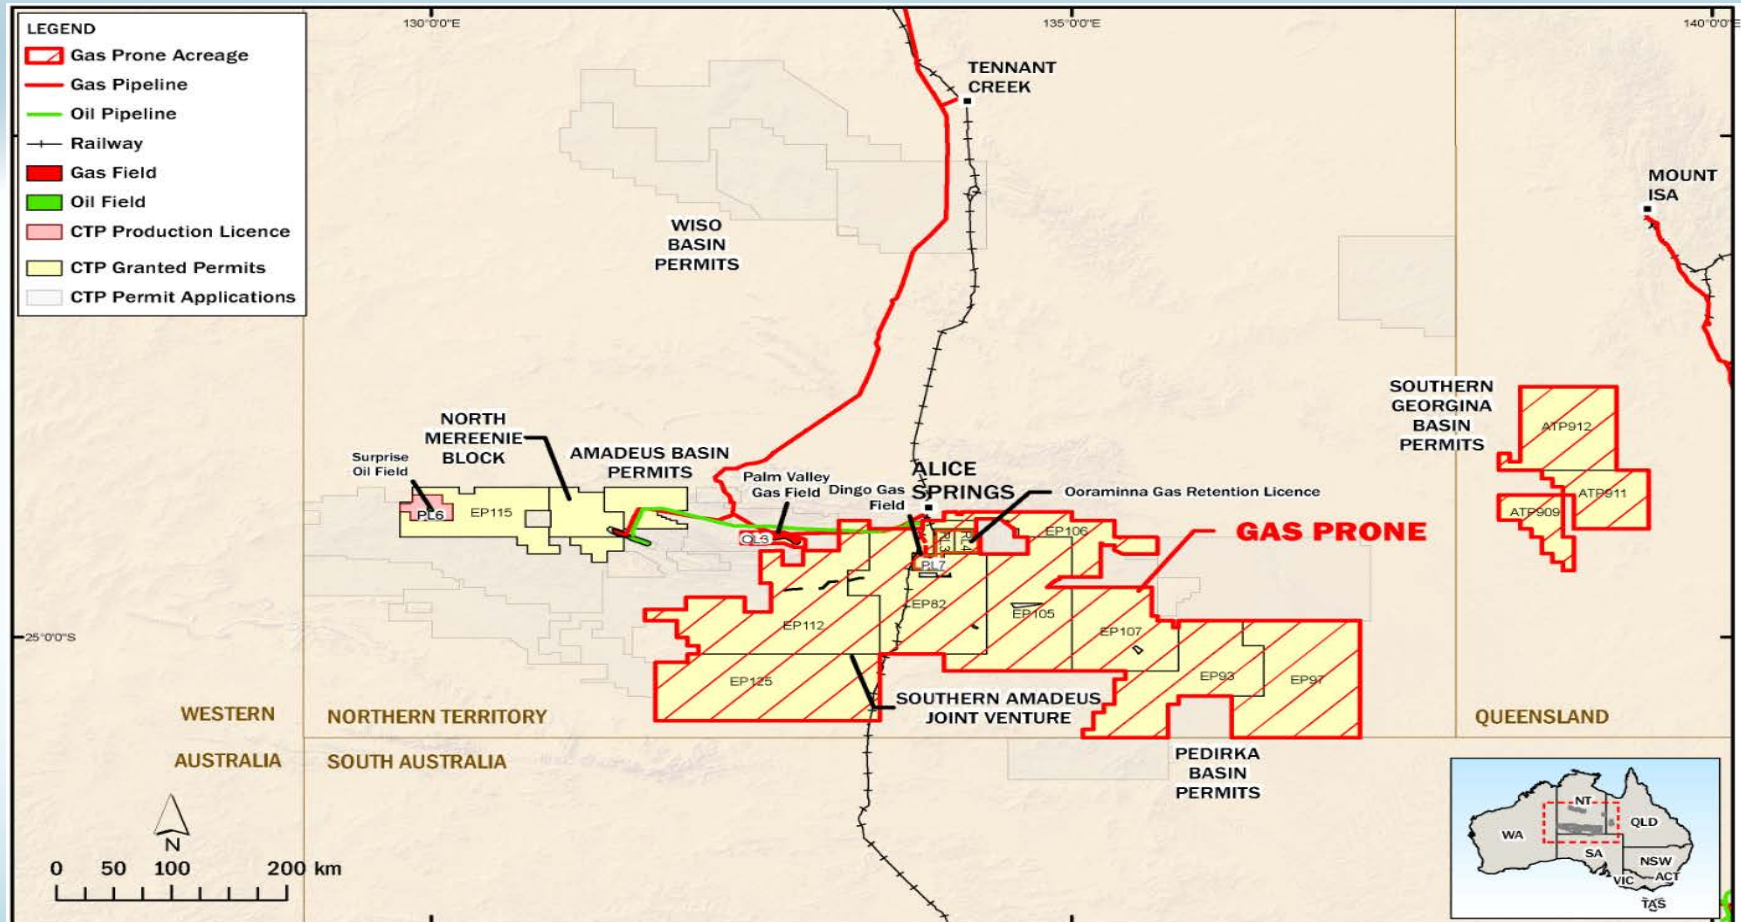 130°0'0"E
135°0'0"E
140°0'0"E
LEGEND
Gas Prone Acreage
Gas Pipeline
Oil Pipeline
Railway
Gas Field
Oil Field
CTP Production Licence
CTP Granted Permits
CTP Permit Applications
TENNANT
CREEK
MOUNT
ISA
WISO
BASIN
PERMITS
SOUTHERN
GEORGINA
BASIN
PERMITS
ATP912
ATP911
ATP909
NORTH
MEREENIE
BLOCK
AMADEUS BASIN
PERMITS
Surprise
Oil Field
PL6
EP115
Palm Valley
Gas Field
Dingo Gas
Field
ALICE
SPRINGS
Ooraminna Gas Retention Licence
OL3
RL3
RL4
EP106
GAS PRONE
PL7
EP82
EP105
EP112
EP107
25°0'0"S
EP125
EP93
EP97
SOUTHERN AMADEUS
JOINT VENTURE
WESTERN
AUSTRALIA
NORTHERN TERRITORY
SOUTH AUSTRALIA
QUEENSLAND
PEDIRKA
BASIN
PERMITS
N
0 50 100 200 km
NT
WA
QLD
SA
NSW
ACT
VIC
TAS